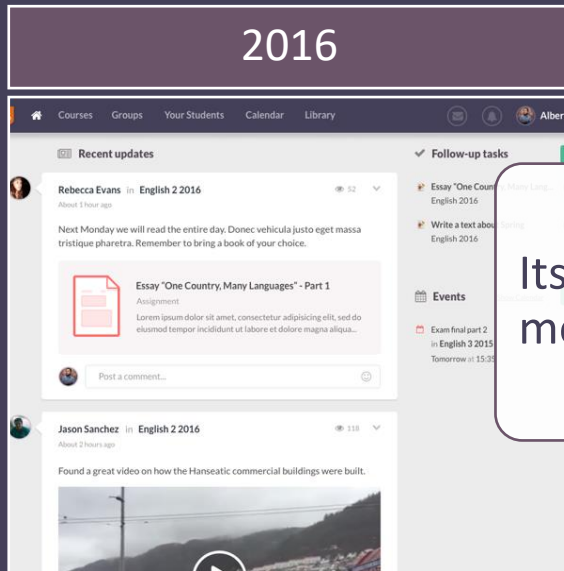 2016
Courses Groups Your Students Calendar Library
Recent updates
Rebecca Evans in English 2 2016 52
About 1 hour ago
Next Monday we will read the entire day. Donec vehicula justo eget massa
tristique pharetra. Remember to bring a book of your choice.
Essay "One Country, Many Languages" - Part 1
Assignment
Lorem ipsum dolor sit amet, consectetur adipisicing elit, sed do
eiusmod tempor incididunt ut labore et dolore magna aliqua...
Post a comment...
Jason Sanchez in English 2 2016 118
About 2 hours ago
Found a great video on how the Hanseatic commercial buildings were built.
Follow-up tasks
Essay "One
English 2016
Write a text
English 2016
Events
Exam final part 2
in English 3 2015
Tomorrow at 15:35
Its